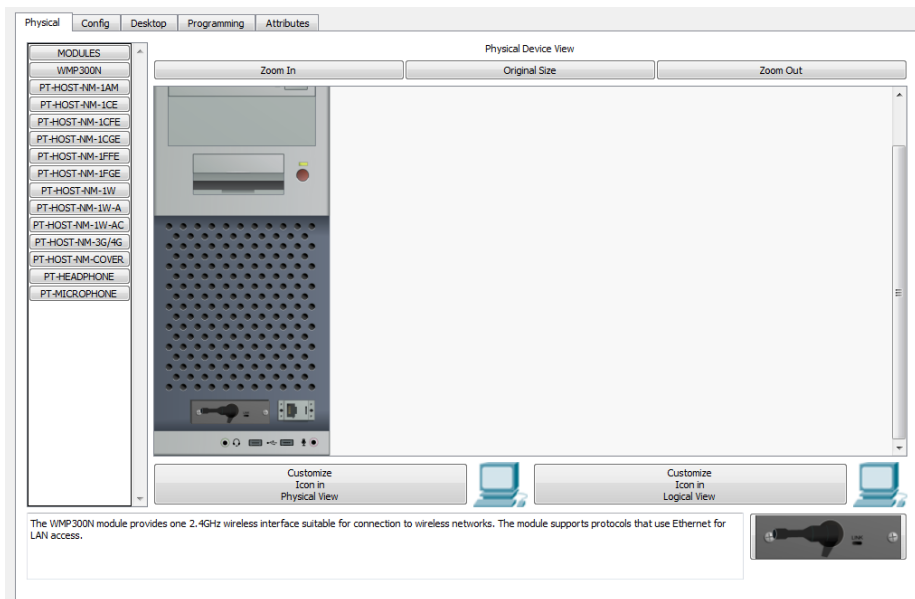 Physical
Config
Desktop
Programming
Attributes
MODULES
WMP300N
PT-HOST-NM-1AM
PT-HOST-NM-1CE
PT-HOST-NM-1CFE
PT-HOST-NM-1CGE
PT-HOST-NM-1FFE
PT-HOST-NM-1FGE
PT-HOST-NM-1W
PT-HOST-NM-1W-A
PT-HOST-NM-1W-AC
PT-HOST-NM-3G/4G
PT-HOST-NM-COVER
PT-HEADPHONE
PT-MICROPHONE
Physical Device View
Zoom In
Original Size
Zoom Out
Customize
Icon in
Physical View
Customize
Icon in
Logical View
The WMP300N module provides one 2.4GHz wireless interface suitable for connection to wireless networks. The module supports protocols that use Ethernet for
LAN access.
LINK